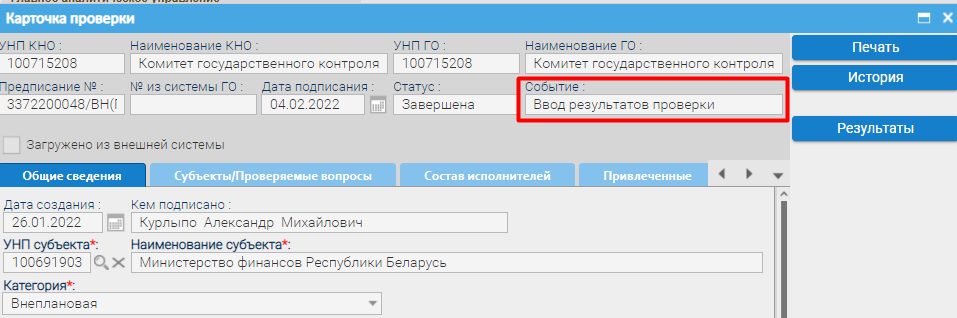 Карточка проверки
УНП КНО : Наименование КНО : УНП ГО : Наименование ГО :
100715208 Комитет государственного контроля 100715208 Комитет государственного контроля
Предписание № : № из системы ГО : Дата подписания : Статус : Событие :
3372200048/ВН( 04.02.2022 Завершена Ввод результатов проверки
Загружено из внешней системы
Печать
История
Результаты
Общие сведения Субъекты/Проверяемые вопросы Состав исполнителей Привлеченные
Дата создания : Кем подписано :
26.01.2022 Курлыпо Александр Михайлович
УНП субъекта*: Наименование субъекта*:
100691903 Министерство финансов Республики Беларусь
Категория*:
Внеплановая